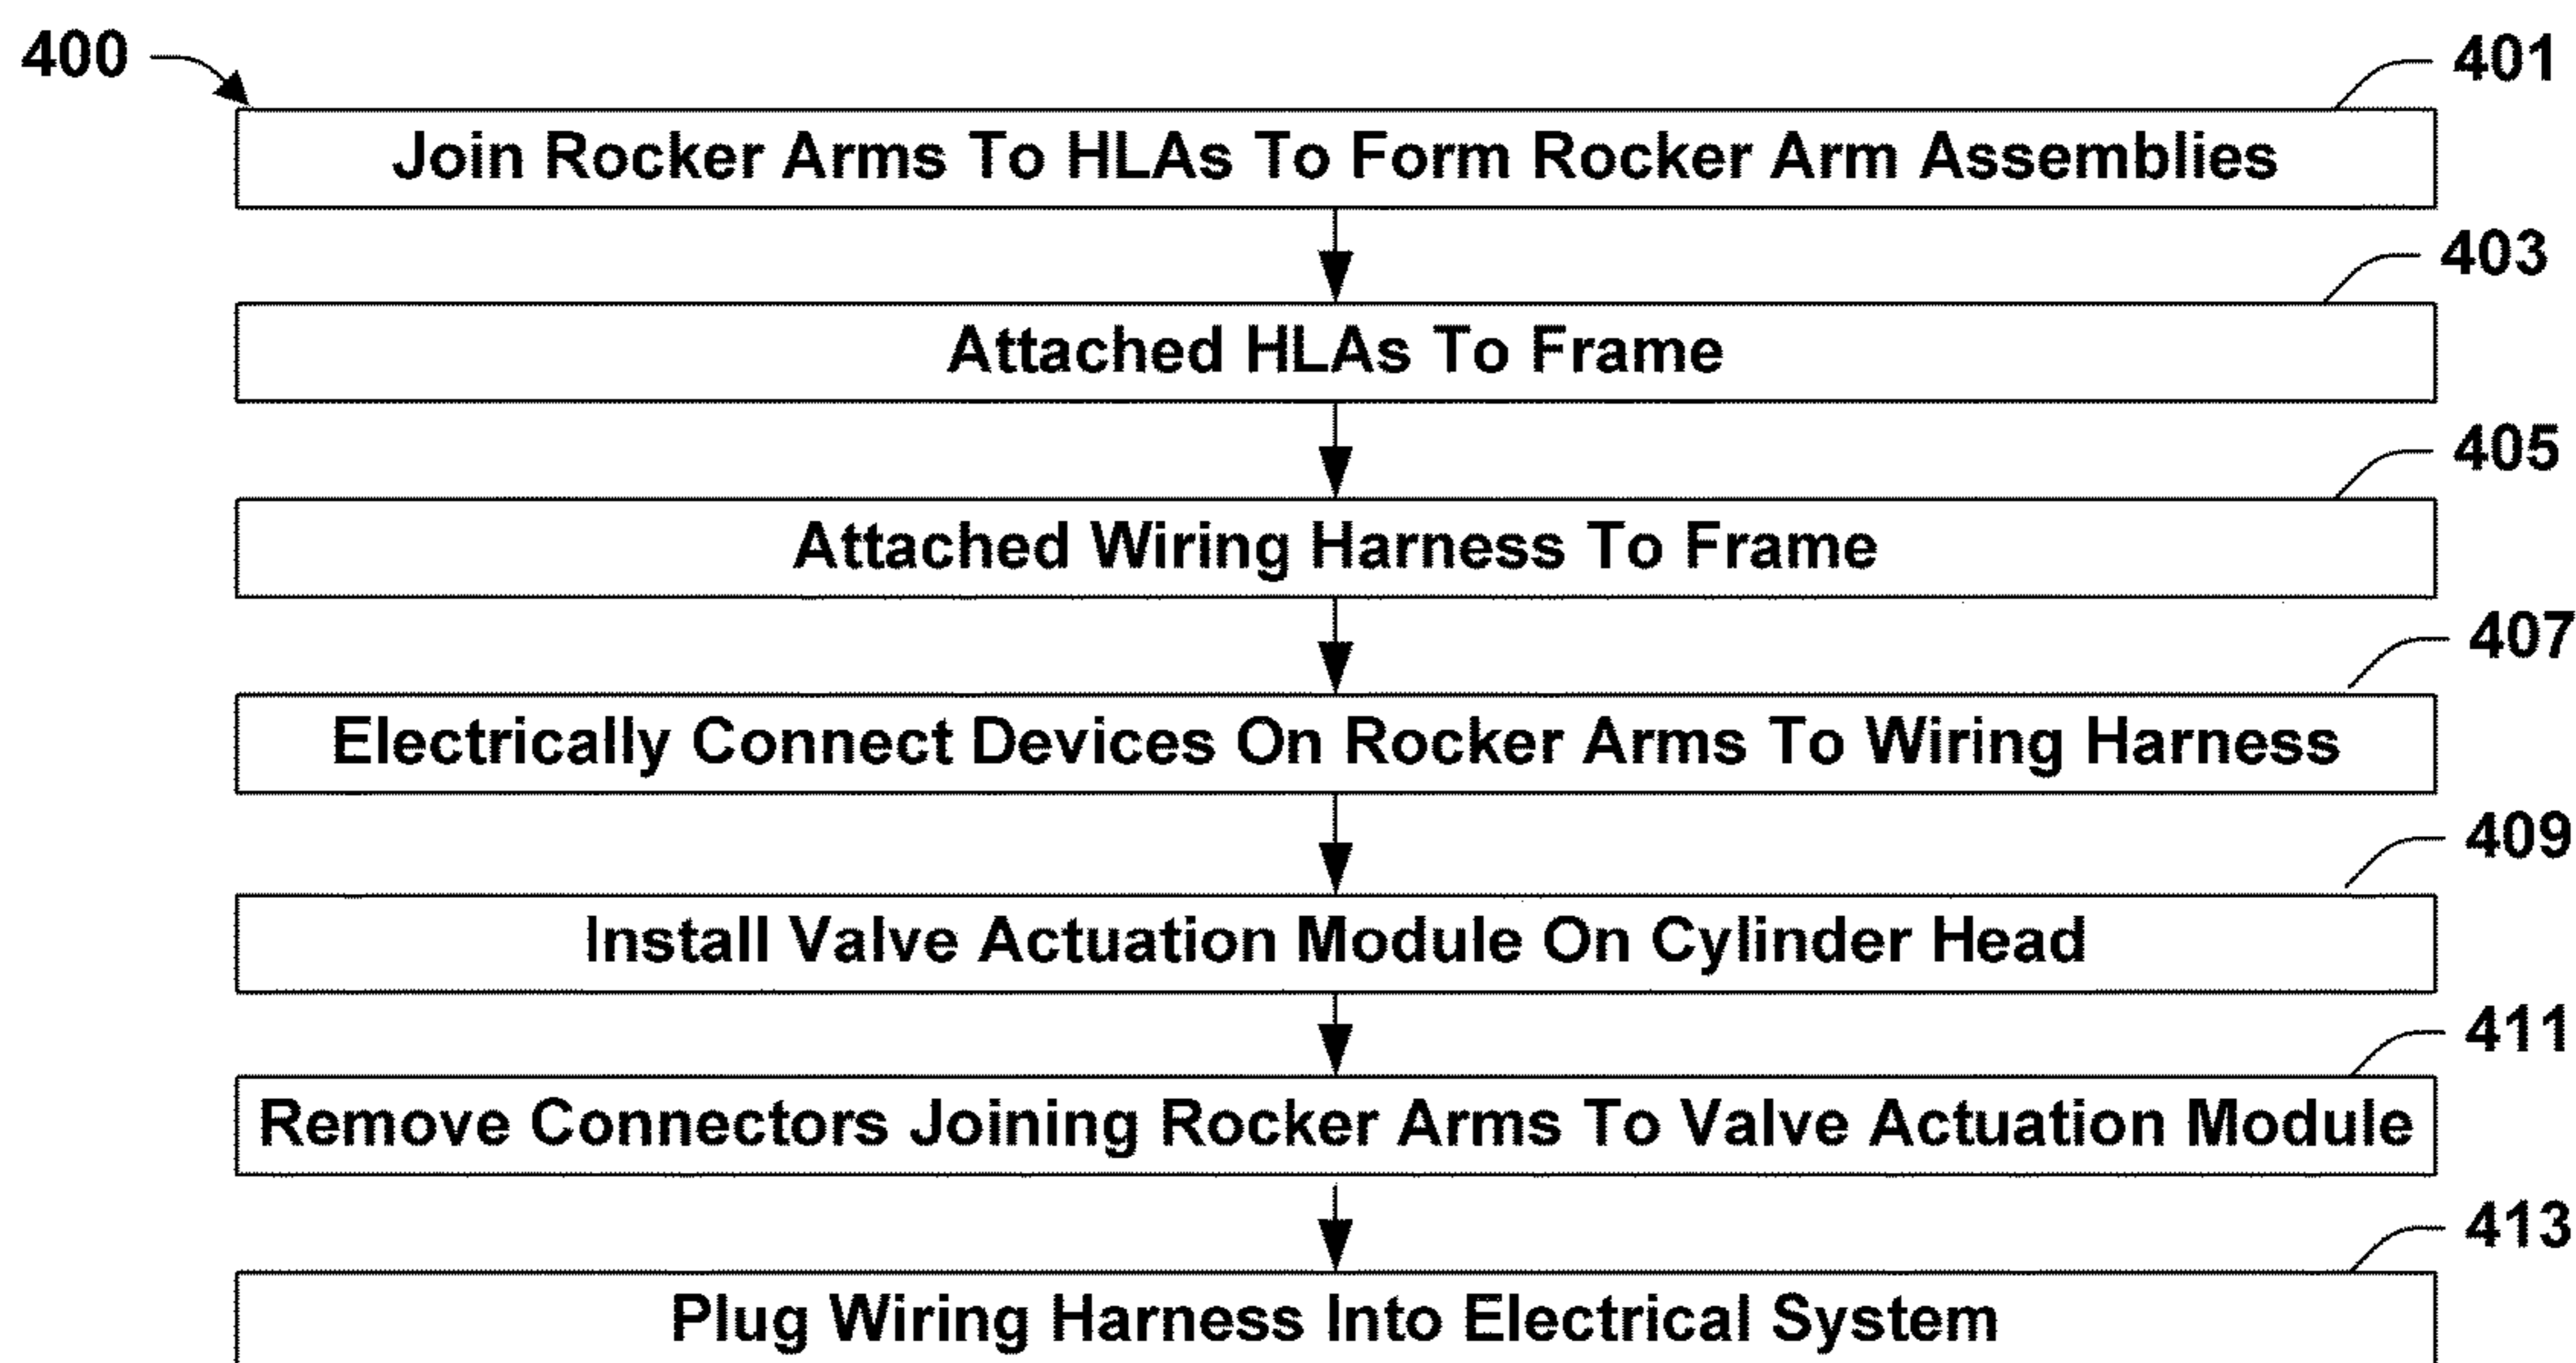 400
401
Join Rocker Arms To HLAs To Form Rocker Arm Assemblies
403
Attached HLAs To Frame
405
Attached Wiring Harness To Frame
407
Electrically Connect Devices On Rocker Arms To Wiring Harness
409
Install Valve Actuation Module On Cylinder Head
411
Remove Connectors Joining Rocker Arms To Valve Actuation Module
413
Plug Wiring Harness Into Electrical System